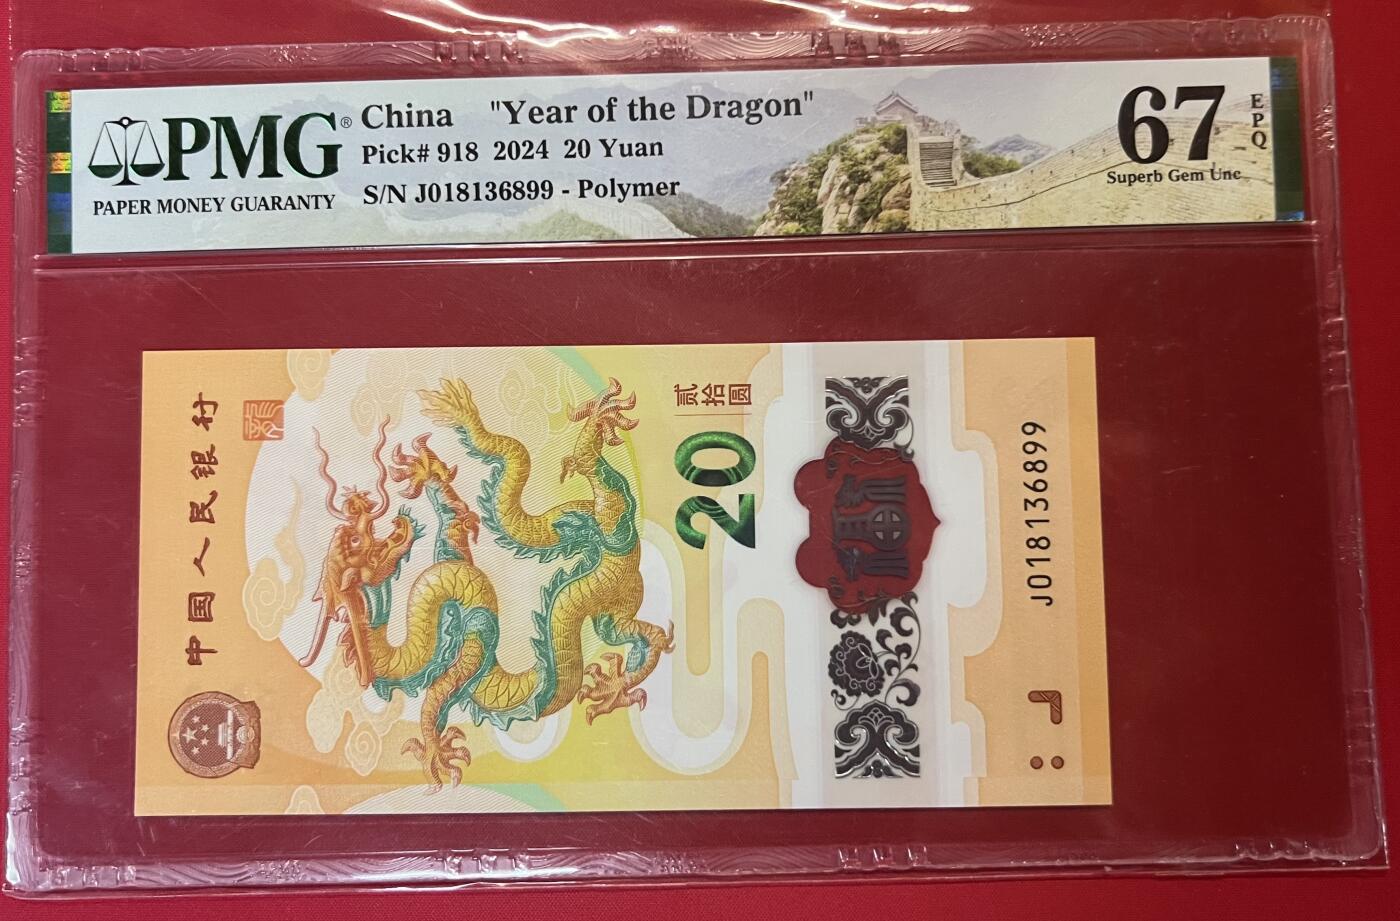 PMG®
PAPER MONEY GUARANTY
China "Year of the Dragon"
Pick# 918 2024 20 Yuan
S/N J018136899 - Polymer
67
EPQ
Superb Gem Unc
中国人民银行
贰拾圆
20
J018136899